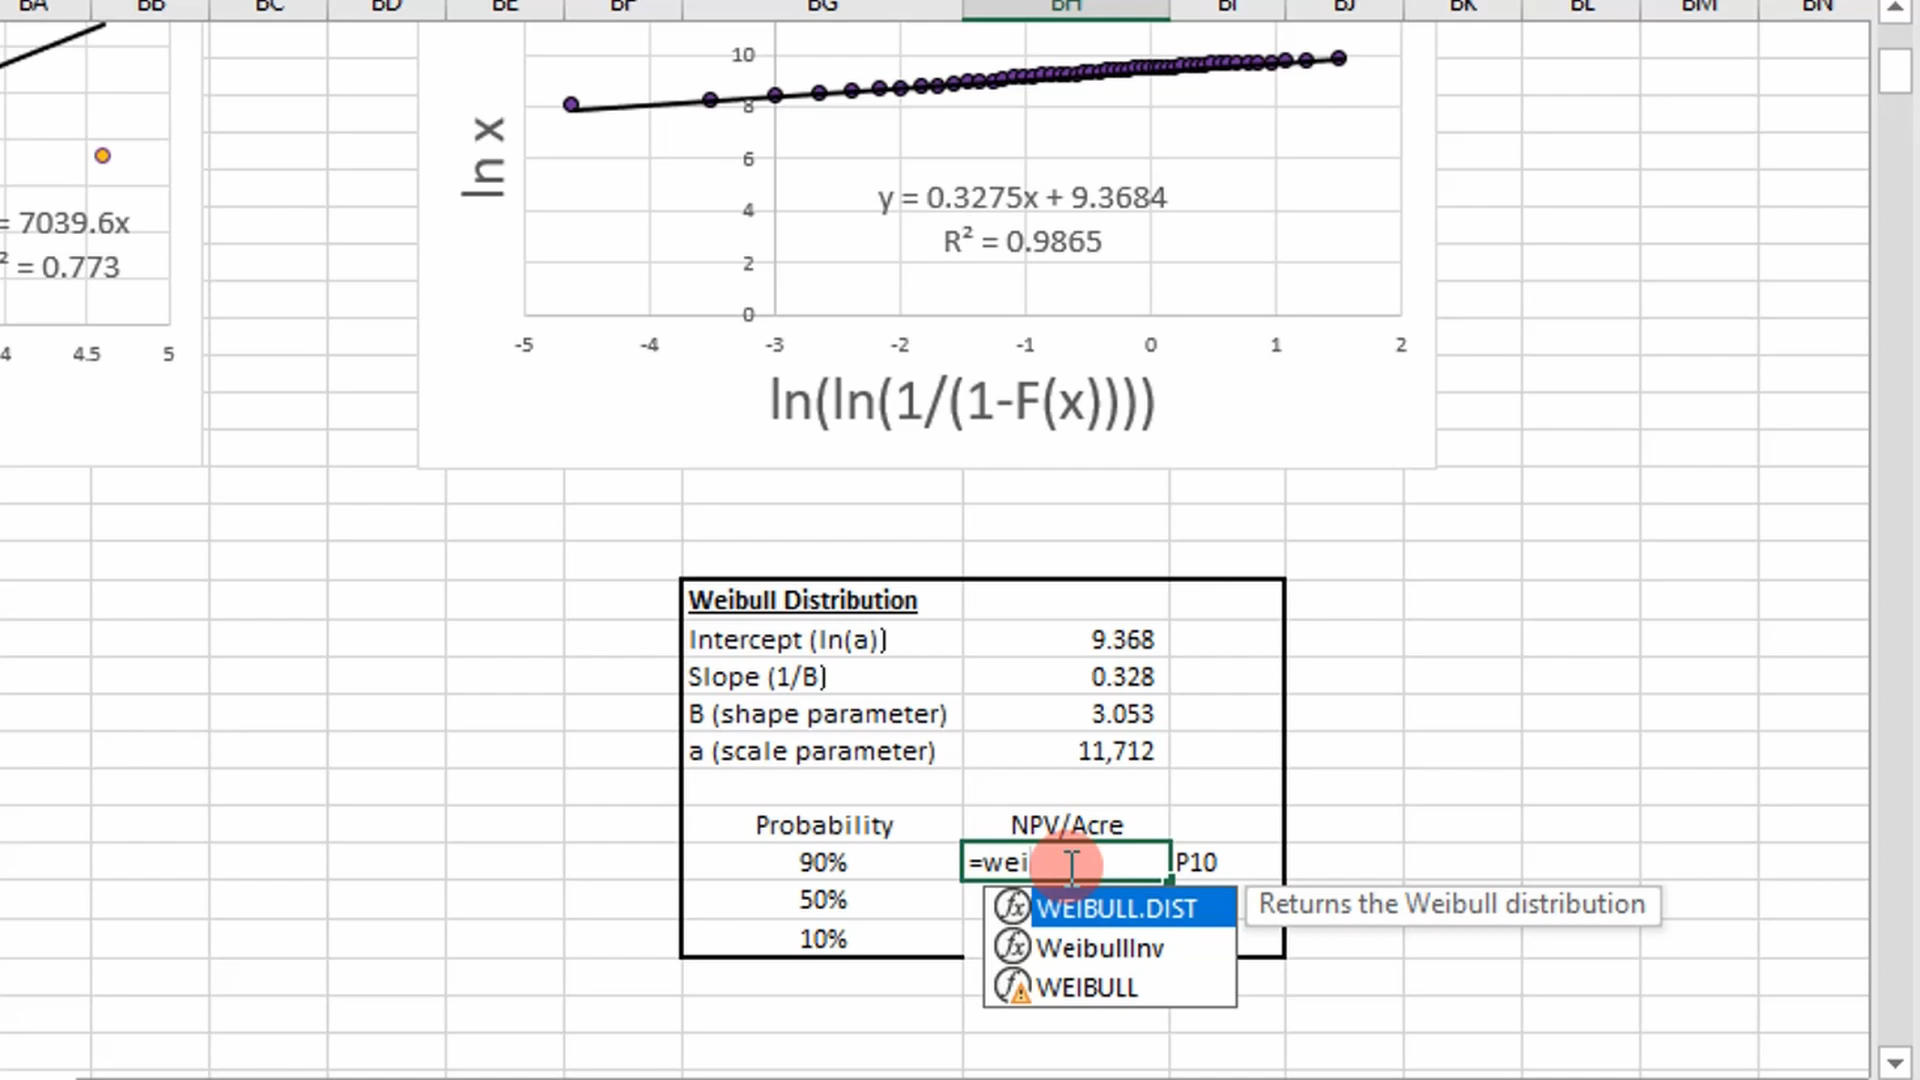 BA BB BC BD BE BF BG BH BI BJ BK BL BM BN
= 7039.6x
² = 0.773
4 4.5 5
ln x
10
8
6
4
2
0
y = 0.3275x + 9.3684
R² = 0.9865
-5 -4 -3 -2 -1 0 1 2
ln(ln(1/(1-F(x))))
Weibull Distribution
Intercept (ln(a)) 9.368
Slope (1/B) 0.328
B (shape parameter) 3.053
a (scale parameter) 11,712
Probability NPV/Acre
90% =wei P10
50%
10%
WEIBULL.DIST Returns the Weibull distribution
WeibullInv
WEIBULL